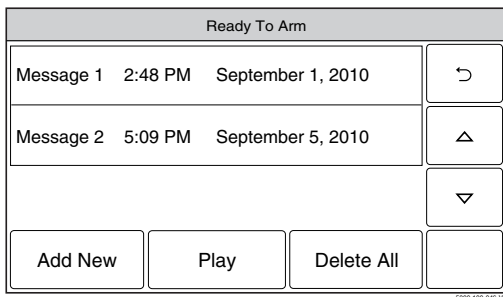 Ready To Arm
Message 1 2:48 PM September 1, 2010
Message 2 5:09 PM September 5, 2010
Add New Play Delete All